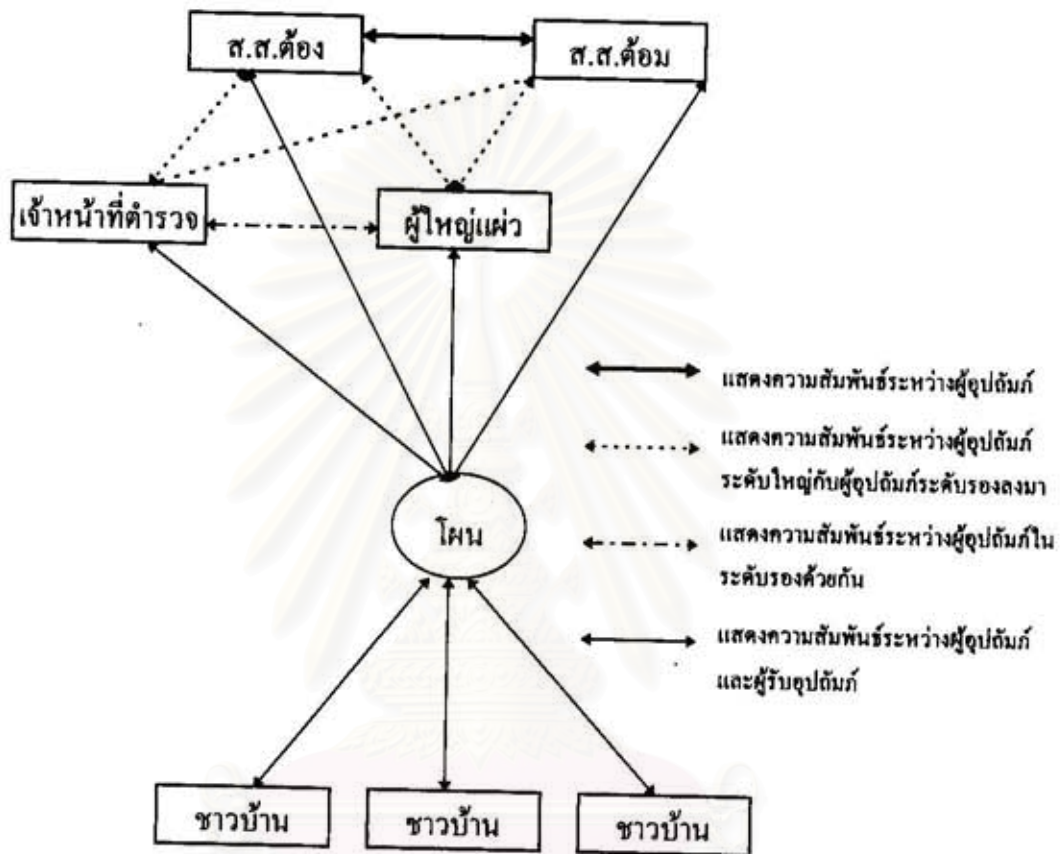 ส.ส.ต้อง
ส.ส.ต้อม
เจ้าหน้าที่ตำรวจ
ผู้ใหญ่แผ่ว
โผน
แสดงความสัมพันธ์ระหว่างผู้อุปถัมภ์
แสดงความสัมพันธ์ระหว่างผู้อุปถัมภ์
ระดับใหญ่กับผู้อุปถัมภ์ระดับรองลงมา
แสดงความสัมพันธ์ระหว่างผู้อุปถัมภ์ใน
ระดับรองด้วยกัน
แสดงความสัมพันธ์ระหว่างผู้อุปถัมภ์
และผู้รับอุปถัมภ์
ชาวบ้าน
ชาวบ้าน
ชาวบ้าน